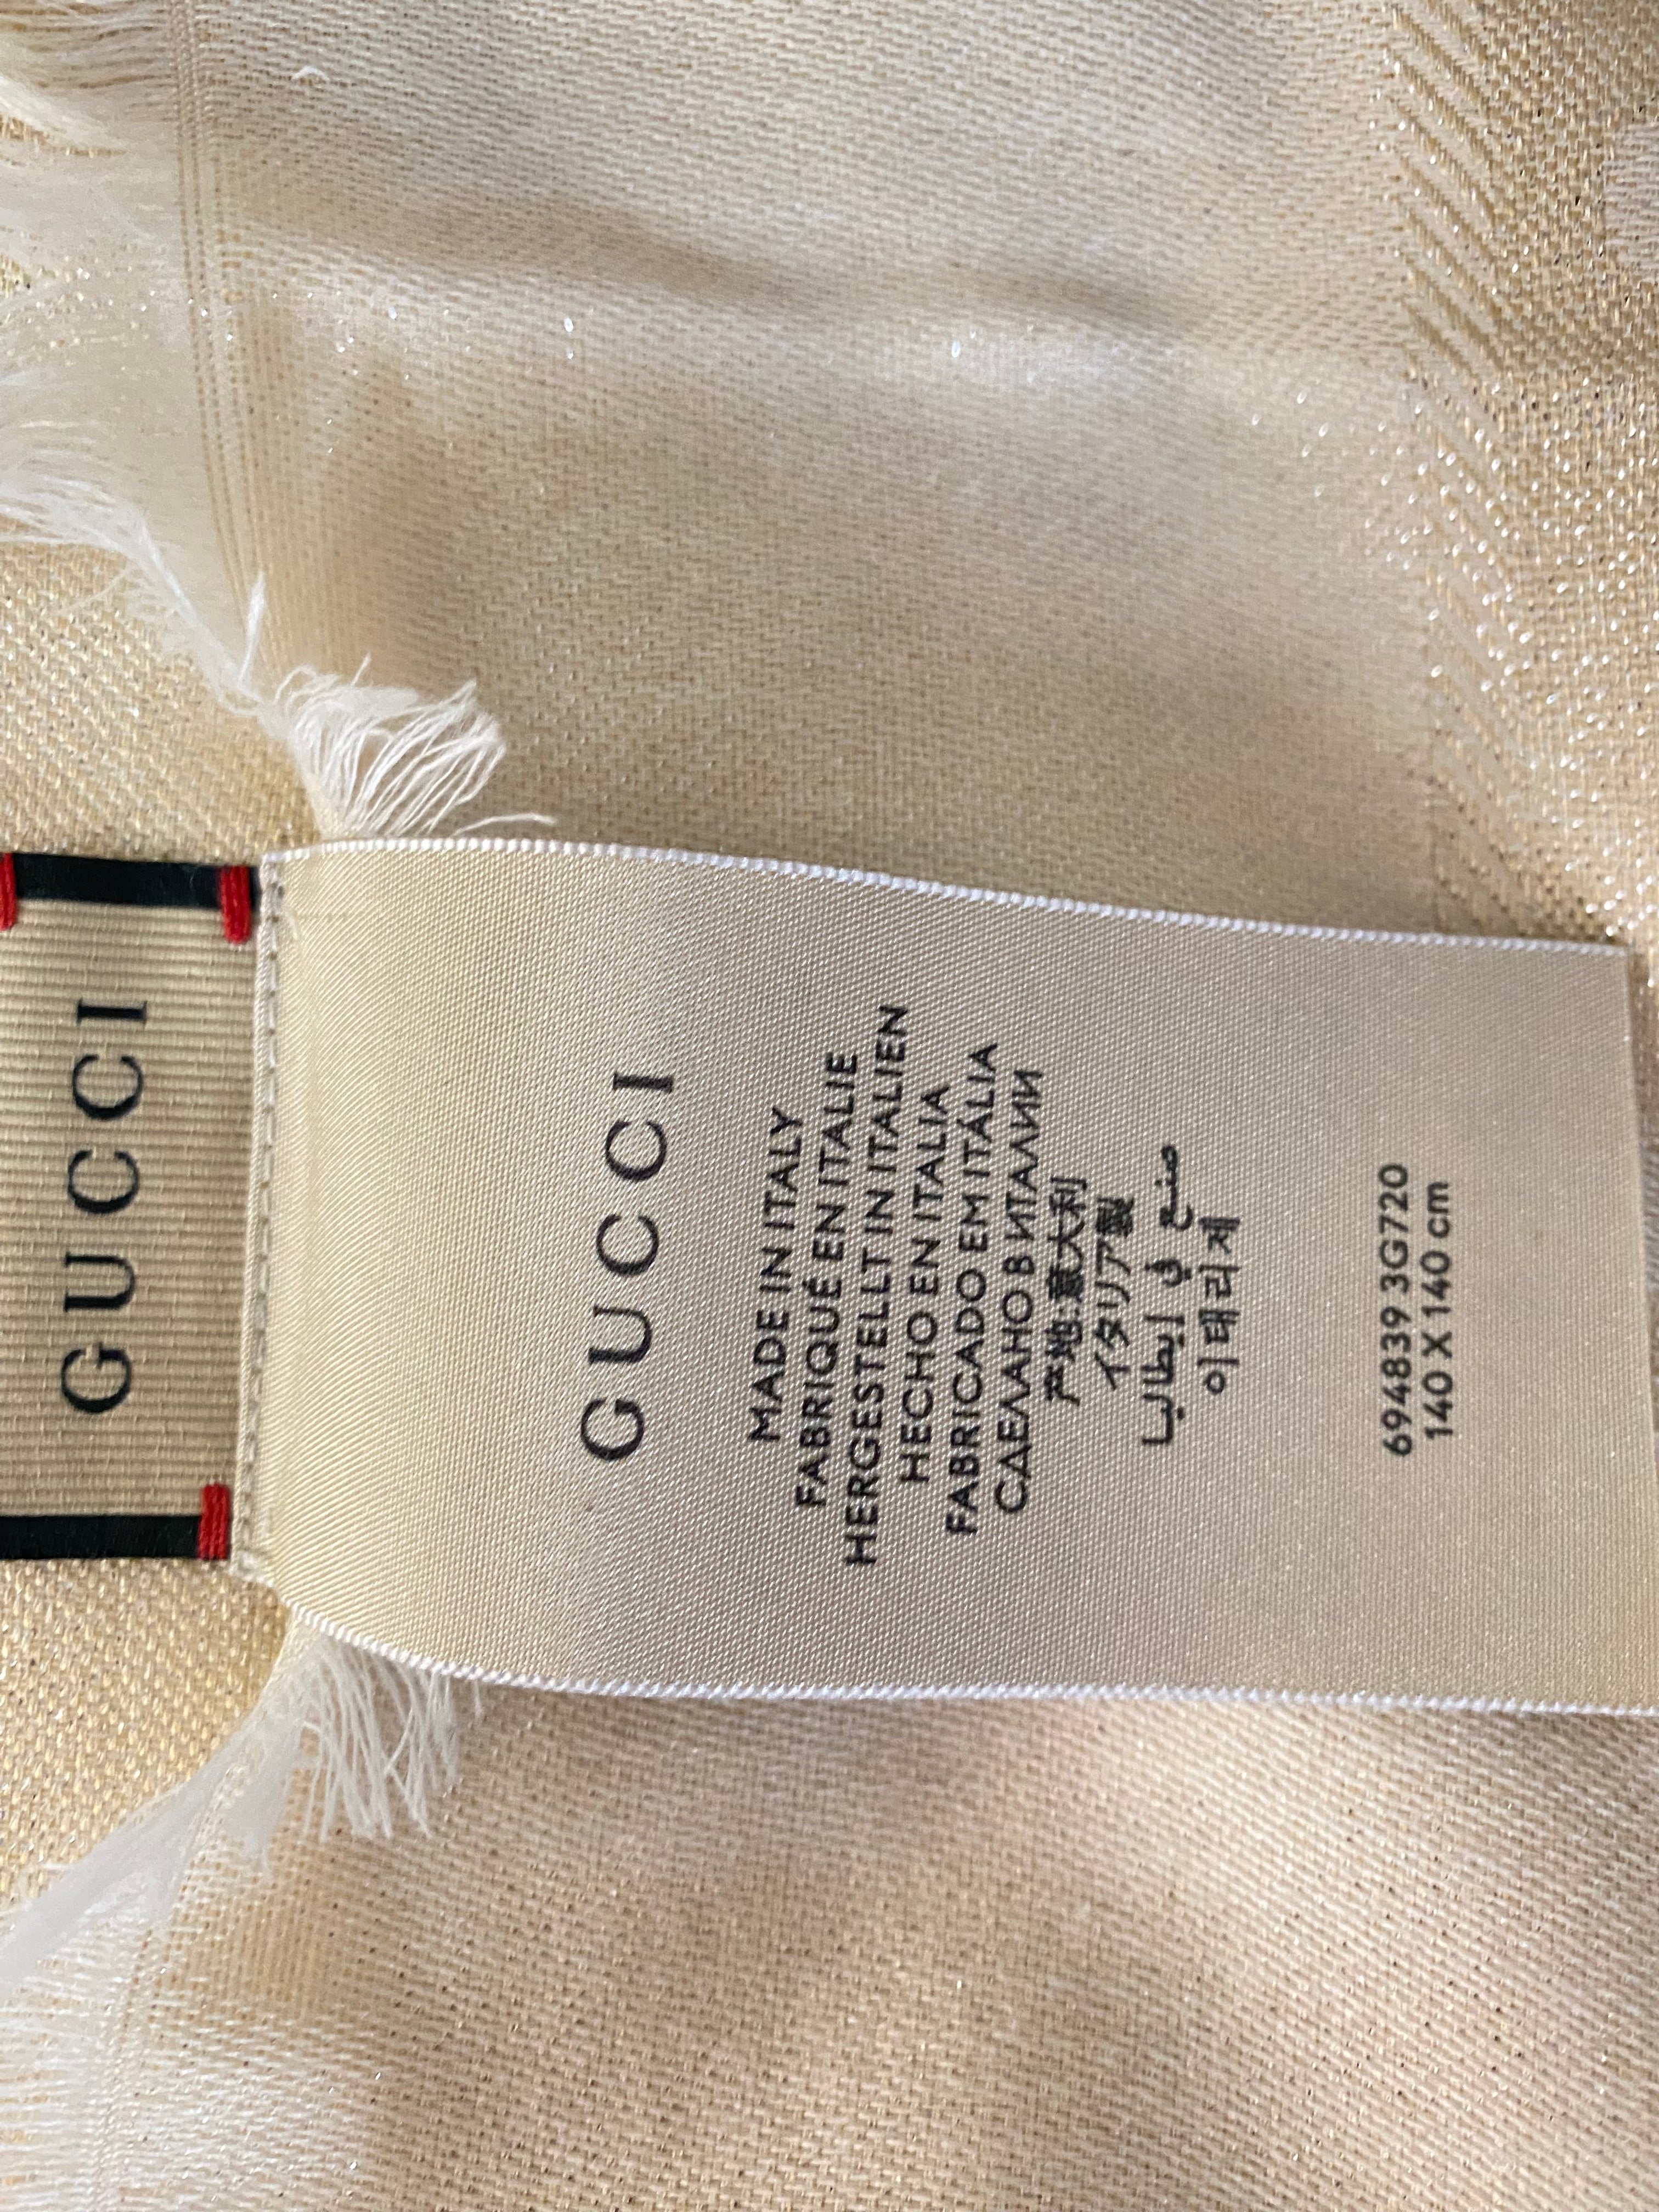 GUCCI
GUCCI
MADE IN ITALY
FABRIQUÉ EN ITALIE
HERGESTELLT IN ITALIEN
HECHO EN ITALIA
FABRICADO EM ITÁLIA
СДЕЛАНО В ИТАЛИИ
产地:意大利
イタリア製
صنع في إيطاليا
이태리제
694839 3G720
140 X 140 cm